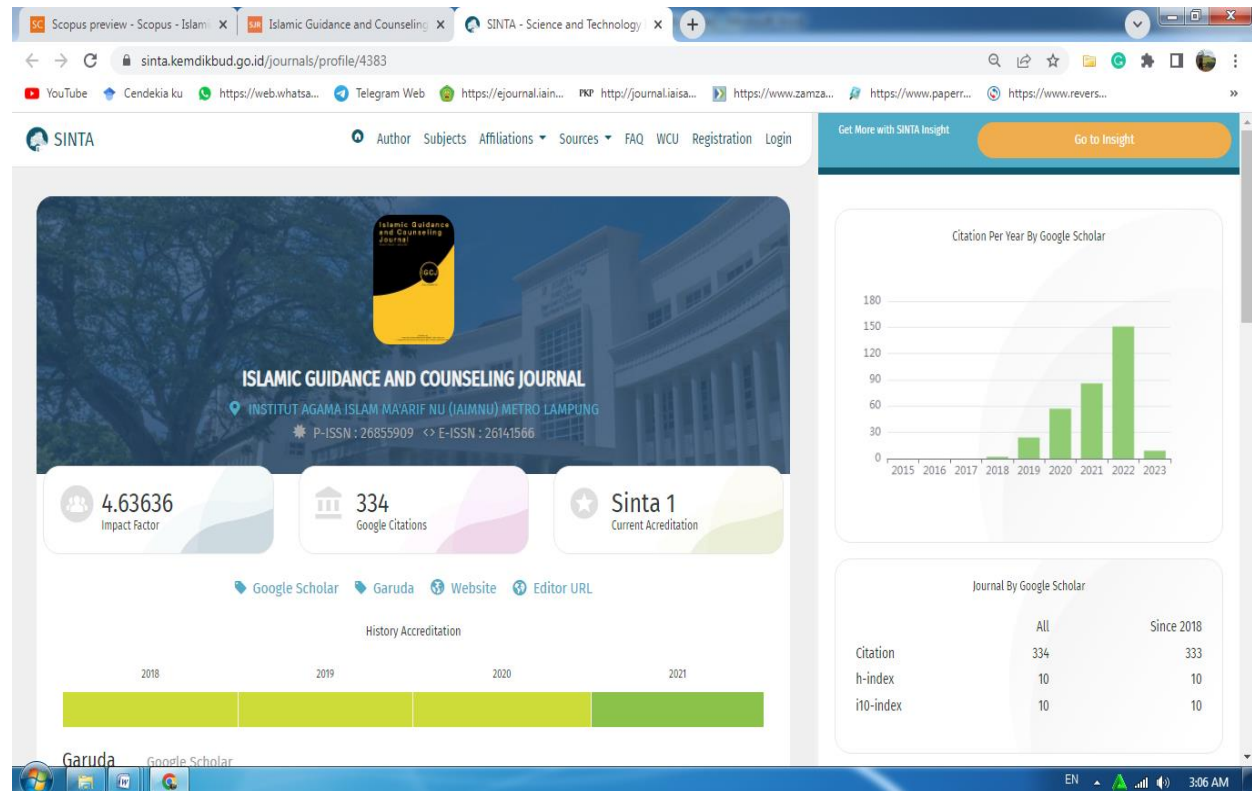 Scopus preview - Scopus - Islam
Islamic Guidance and Counseling
SINTA - Science and Technology
sinta.kemdikbud.go.id/journals/profile/4383
YouTube Cendekia ku https://web.whatsa... Telegram Web https://ejournal.iain... PKP http://journal.iaisa... https://www.zamza... https://www.paperr... https://www.revers... »
SINTA
Author Subjects Affiliations Sources FAQ WCU Registration Login
Get More with SINTA Insight
Go to Insight
Islamic Guidance
and Counseling
Journal
ISLAMIC GUIDANCE AND COUNSELING JOURNAL
INSTITUT AGAMA ISLAM MA'ARIF NU (IAIMNU) METRO LAMPUNG
P-ISSN : 26855909 <> E-ISSN : 26141566
4.63636
Impact Factor
334
Google Citations
Sinta 1
Current Acreditation
Google Scholar Garuda Website Editor URL
History Accreditation
2018 2019 2020 2021
Garuda Google Scholar
Citation Per Year By Google Scholar
180
150
120
90
60
30
0
2015 2016 2017 2018 2019 2020 2021 2022 2023
Journal By Google Scholar
All Since 2018
Citation 334 333
h-index 10 10
i10-index 10 10
EN 3:06 AM